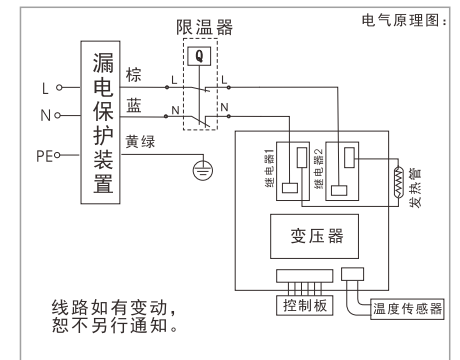 电气原理图:
限温器
Q
漏电保护装置
棕
L
L
L
蓝
N
N
N
黄绿
PE
继电器1
继电器2
发热管
变压器
控制板
温度传感器
线路如有变动,
恕不另行通知。